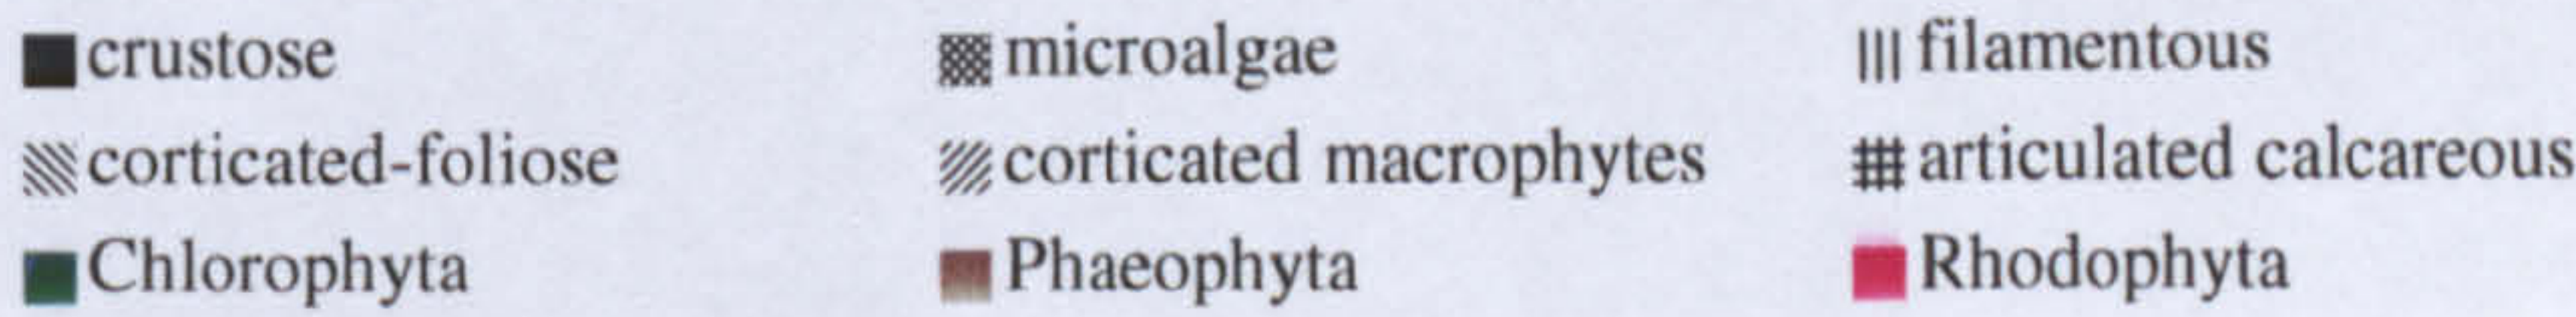 crustose microalgae filamentous
corticated-foliose corticated macrophytes articulated calcareous
Chlorophyta Phaeophyta Rhodophyta